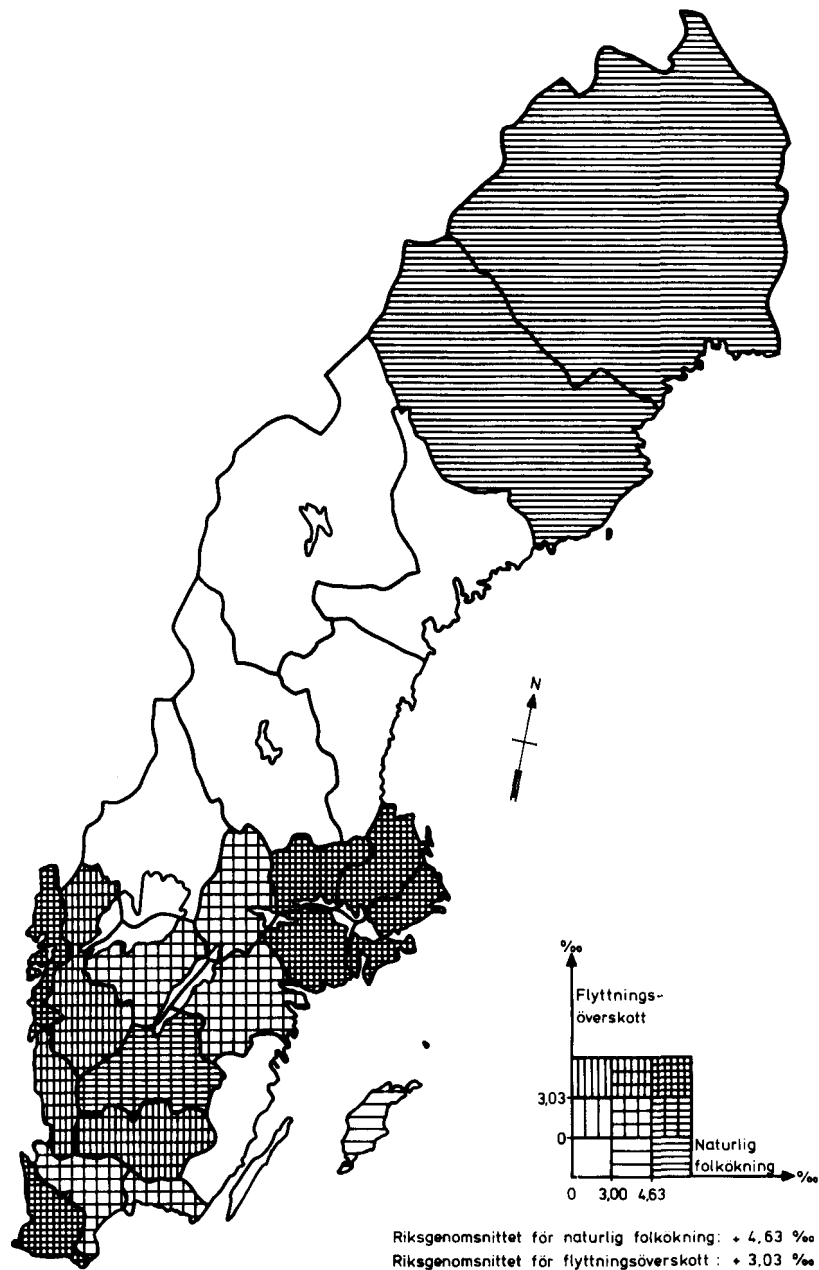 N
‰
Flyttnings-
överskott
3,03
0
Naturlig
folkökning
‰
0 3,00 4,63
Riksgenomsnittet för naturlig folkökning: + 4,63 ‰
Riksgenomsnittet för flyttningsöverskott : + 3,03 ‰